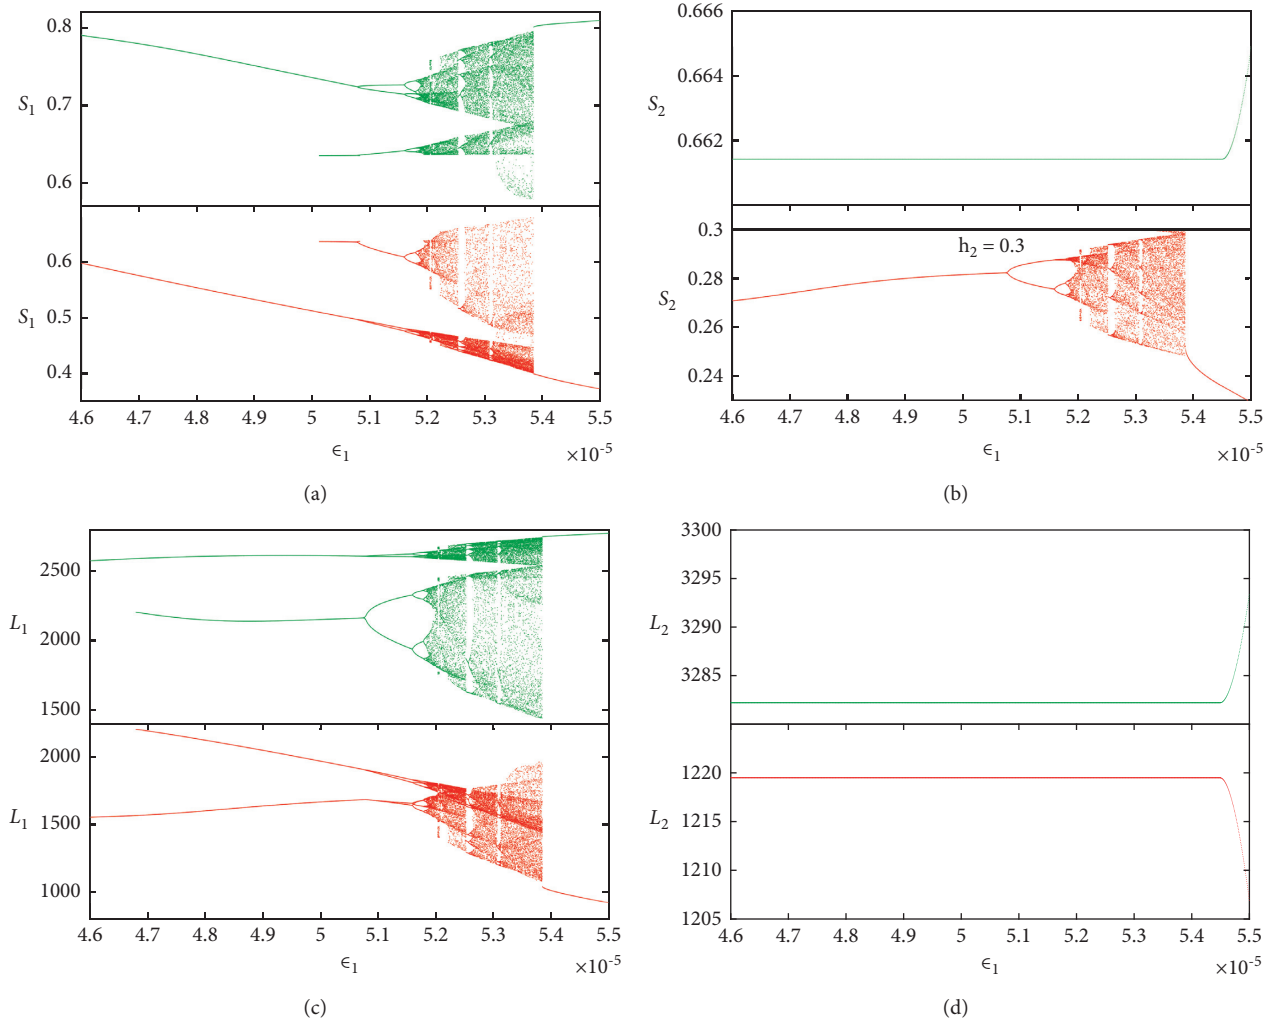 0.8
S1
0.7
0.6
0.6
S1
0.5
0.4
4.6 4.7 4.8 4.9 5 5.1 5.2 5.3 5.4 5.5
ϵ1
×10-5
(a)
0.666
0.664
S2
0.662
0.3
h2 = 0.3
0.28
S2
0.26
0.24
4.6 4.7 4.8 4.9 5 5.1 5.2 5.3 5.4 5.5
ϵ1
×10-5
(b)
2500
L1
2000
1500
2000
L1
1500
1000
4.6 4.7 4.8 4.9 5 5.1 5.2 5.3 5.4 5.5
ϵ1
×10-5
(c)
3300
3295
L2
3290
3285
1220
L2
1215
1210
1205
4.6 4.7 4.8 4.9 5 5.1 5.2 5.3 5.4 5.5
ϵ1
×10-5
(d)